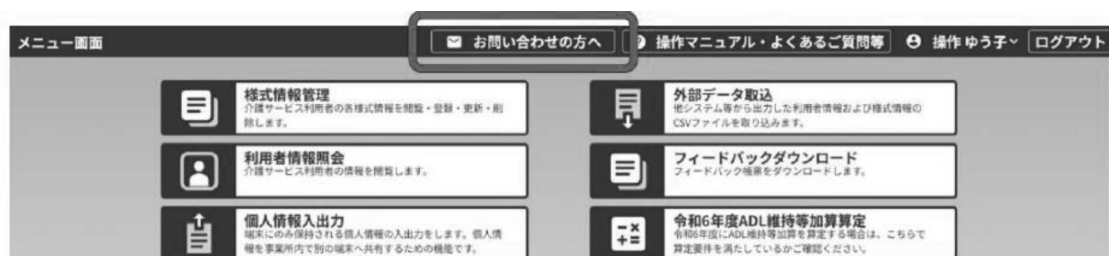 メニュー画面
お問い合わせの方へ
操作マニュアル・よくあるご質問等
操作 ゆう子
ログアウト
様式情報管理
介護サービス利用者の各様式情報を閲覧・登録・更新・削
除します。
外部データ取込
他システム等から出力した利用者情報および様式情報の
CSVファイルを取り込みます。
利用者情報照会
介護サービス利用者の情報を閲覧します。
フィードバックダウンロード
フィードバック帳票をダウンロードします。
個人情報入出力
端末にのみ保持される個人情報の入出力をします。個人情
報を事業所内で別の端末へ共有するための機能です。
令和6年度ADL維持等加算算定
令和6年度にADL維持等加算を算定する場合は、こちらで
算定要件を満たしているかご確認ください。